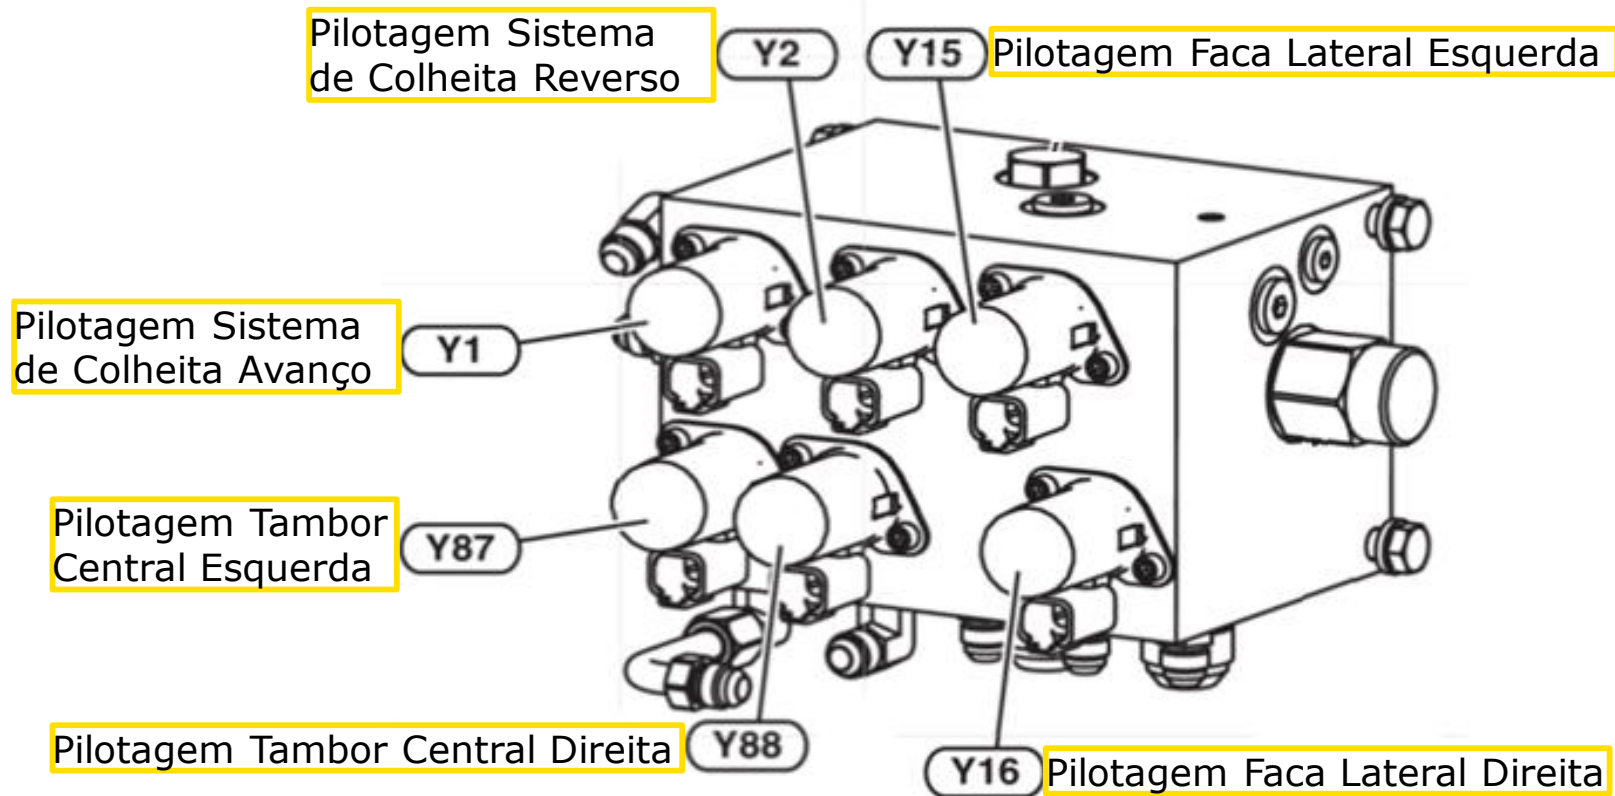 Pilotagem Sistema
de Colheita Reverso
Y2
Y15
Pilotagem Faca Lateral Esquerda
Pilotagem Sistema
de Colheita Avanço
Y1
Pilotagem Tambor
Central Esquerda
Y87
Pilotagem Tambor Central Direita
Y88
Y16
Pilotagem Faca Lateral Direita